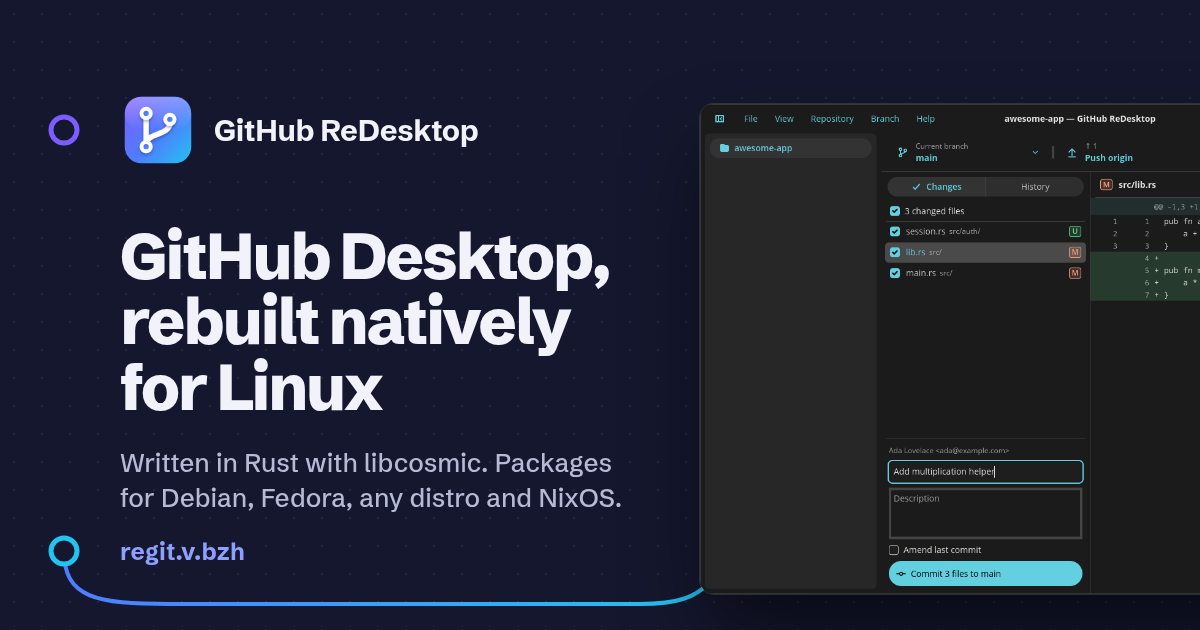 GitHub ReDesktop
GitHub Desktop,
rebuilt natively
for Linux
Written in Rust with libcosmic. Packages
for Debian, Fedora, any distro and NixOS.
regit.v.bzh
File View Repository Branch Help
awesome-app — GitHub ReDesktop
awesome-app
Current branch
main
↑ 1
Push origin
Changes
History
3 changed files
session.rs src/auth/ U
lib.rs src/ M
main.rs src/ M
Ada Lovelace <ada@example.com>
Add multiplication helper
Description
Amend last commit
Commit 3 files to main
M src/lib.rs
@@ -1,3 +1
1 1 pub fn a
2 2 a +
3 3 }
4 +
5 + pub fn m
6 + a *
7 + }